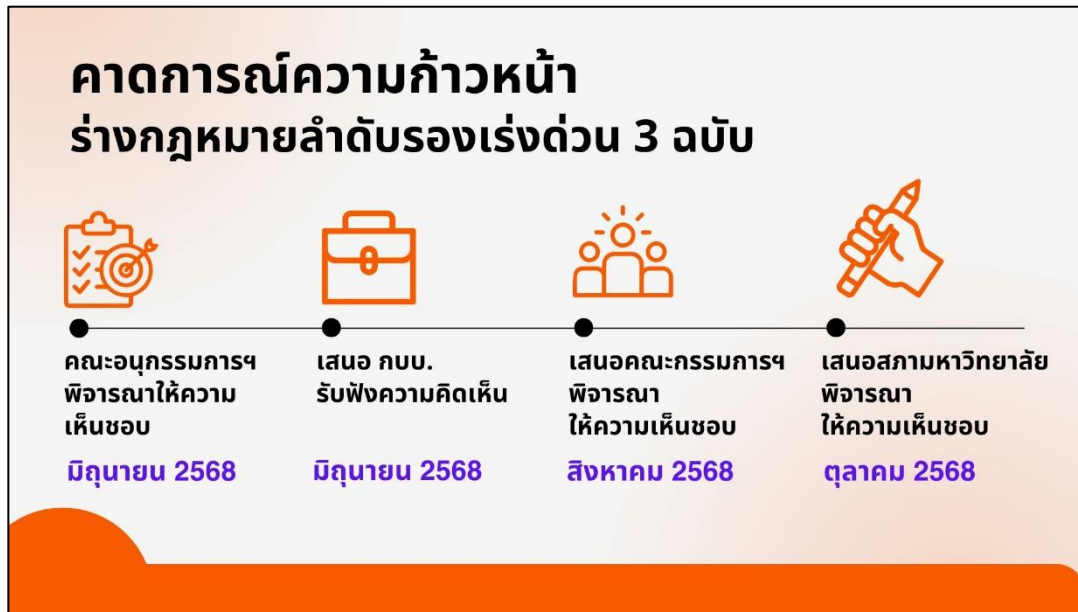 คาดการณ์ความก้าวหน้า
ร่างกฎหมายลำดับรองเร่งด่วน 3 ฉบับ
คณะอนุกรรมการฯ
พิจารณาให้ความ
เห็นชอบ
มิถุนายน 2568
เสนอ กบบ.
รับฟังความคิดเห็น
มิถุนายน 2568
เสนอคณะกรรมการฯ
พิจารณา
ให้ความเห็นชอบ
สิงหาคม 2568
เสนอสภามหาวิทยาลัย
พิจารณา
ให้ความเห็นชอบ
ตุลาคม 2568